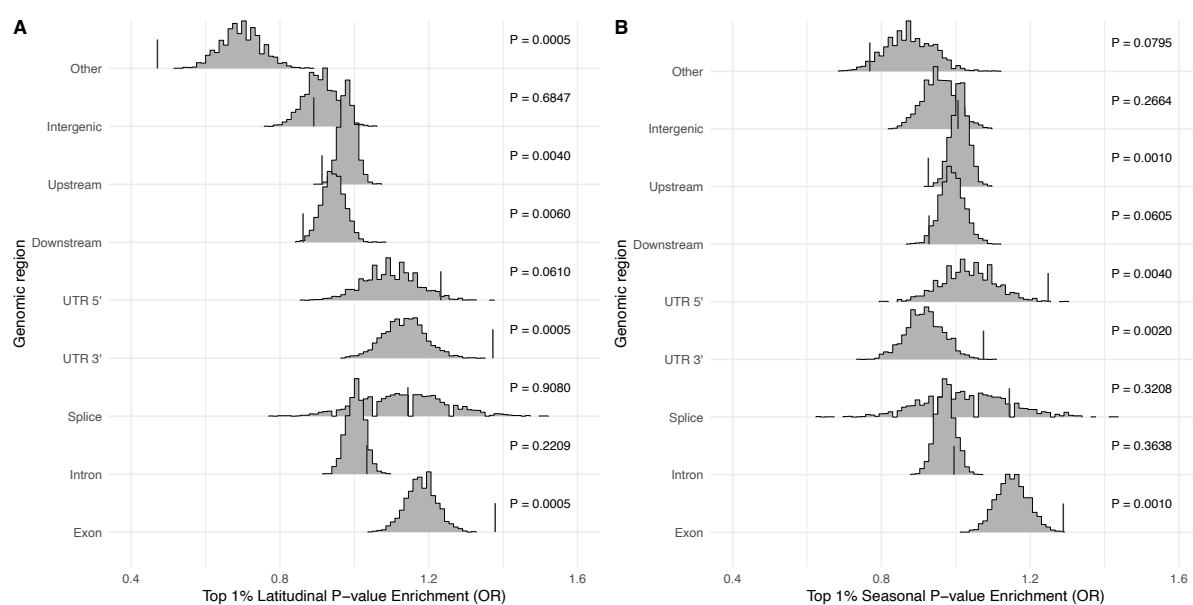 A
Genomic region
Other
P = 0.0005
Intergenic
P = 0.6847
Upstream
P = 0.0040
Downstream
P = 0.0060
UTR 5'
P = 0.0610
UTR 3'
P = 0.0005
Splice
P = 0.9080
Intron
P = 0.2209
Exon
P = 0.0005
0.4 0.8 1.2 1.6
Top 1% Latitudinal P−value Enrichment (OR)
B
Genomic region
Other
P = 0.0795
Intergenic
P = 0.2664
Upstream
P = 0.0010
Downstream
P = 0.0605
UTR 5'
P = 0.0040
UTR 3'
P = 0.0020
Splice
P = 0.3208
Intron
P = 0.3638
Exon
P = 0.0010
0.4 0.8 1.2 1.6
Top 1% Seasonal P−value Enrichment (OR)